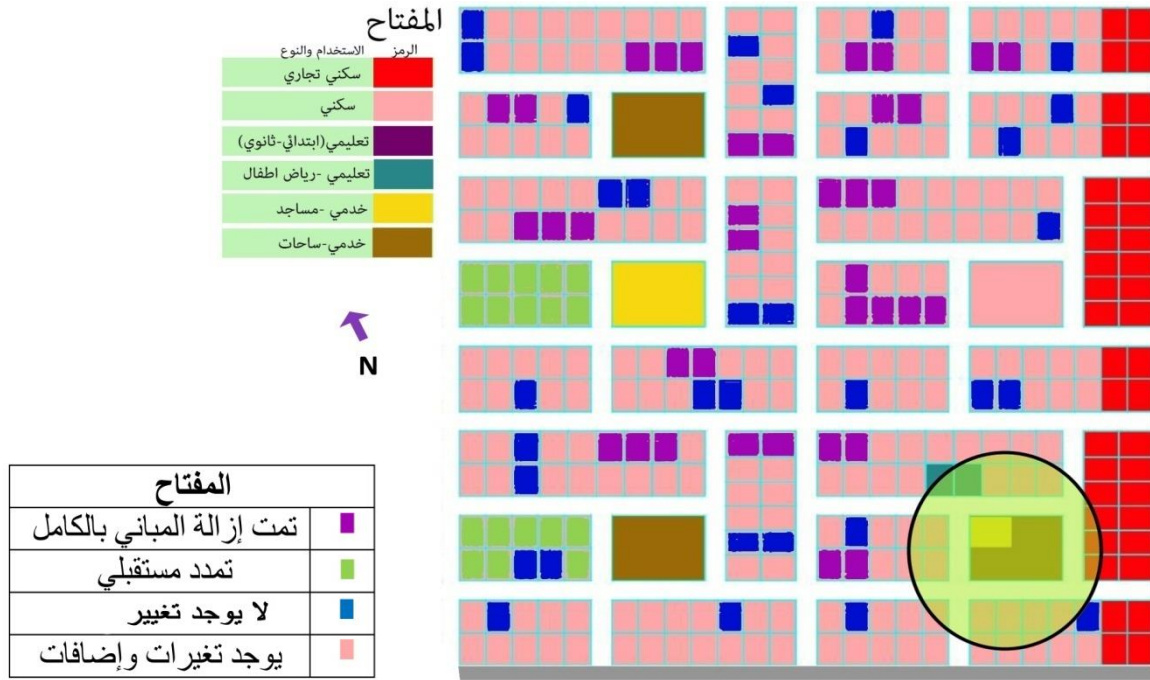 المفتاح
الرمز الاستخدام والنوع
سكني تجاري
سكني
تعليمي(ابتدائي-ثانوي)
تعليمي -رياض اطفال
خدمي -مساجد
خدمي-ساحات
N
المفتاح
تمت إزالة المباني بالكامل
تمدد مستقبلي
لا يوجد تغيير
يوجد تغيرات وإضافات